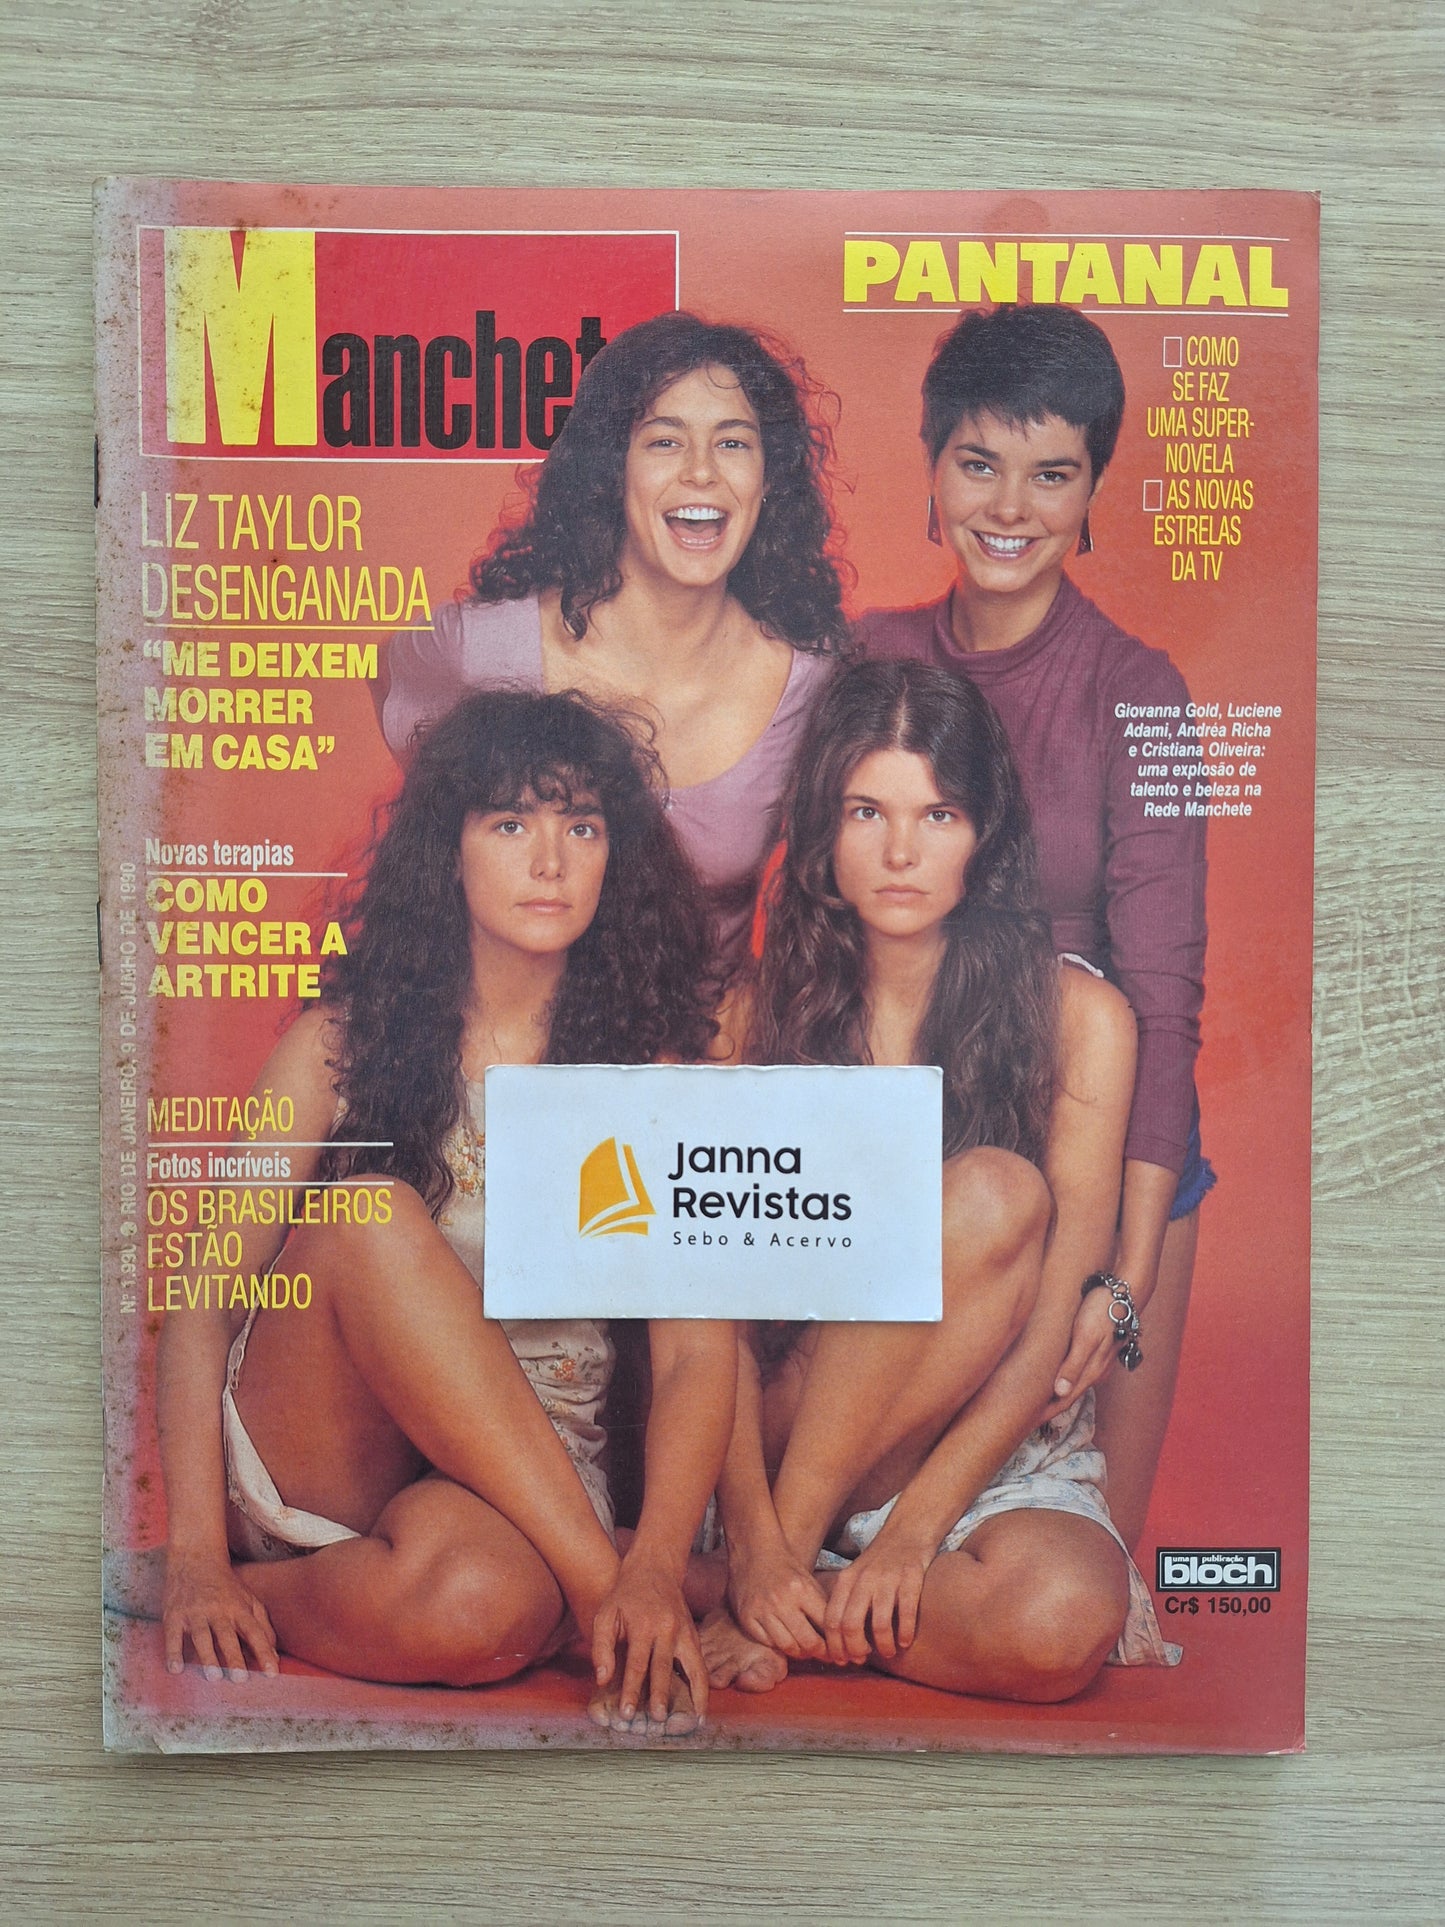 Manchet
PANTANAL
COMO
SE FAZ
UMA SUPER-
NOVELA
AS NOVAS
ESTRELAS
DA TV
LIZ TAYLOR
DESENGANADA
"ME DEIXEM
MORRER
EM CASA"
Giovanna Gold, Luciene
Adami, Andréa Richa
e Cristiana Oliveira:
uma explosão de
talento e beleza na
Rede Manchete
Novas terapias
COMO
VENCER A
ARTRITE
MEDITAÇÃO
Fotos incríveis
OS BRASILEIROS
ESTÃO
LEVITANDO
RIO DE JANEIRO, 9 DE JUNHO DE 1990
Janna
Revistas
Sebo & Acervo
uma publicação
bloch
Cr$ 150,00